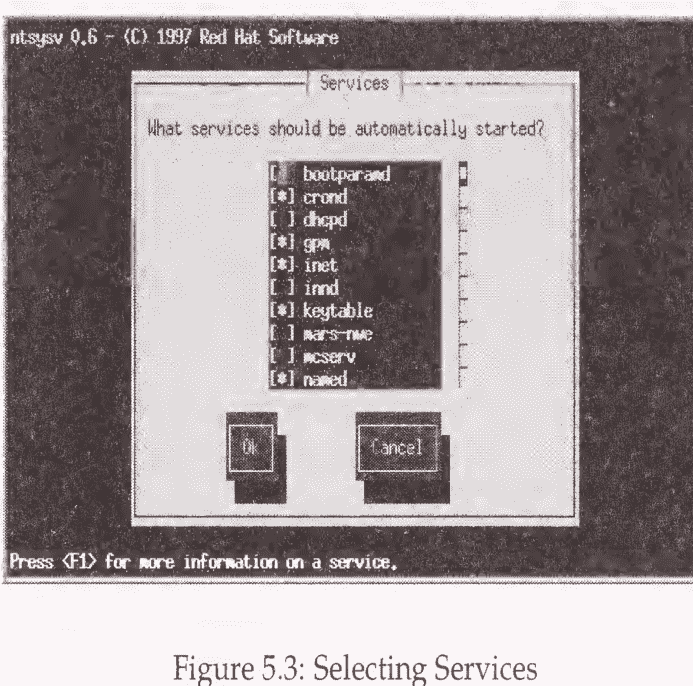 ntsysv 0.6 - (C) 1997 Red Hat Software
Services
What services should be automatically started?
[ ] bootparamd
[*] crond
[ ] dhcpd
[*] gpm
[*] inet
[ ] innd
[*] keytable
[ ] mars-nwe
[ ] mcserv
[*] named
Ok Cancel
Press <F1> for more information on a service.
Figure 5.3: Selecting Services